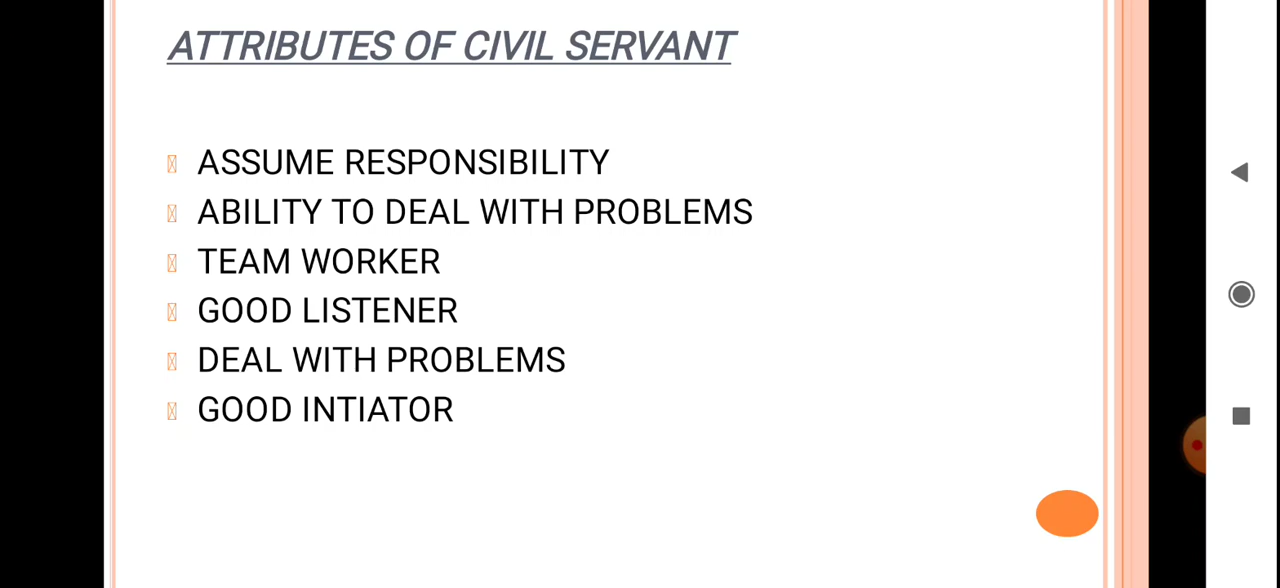 ATTRIBUTES OF CIVIL SERVANT
ASSUME RESPONSIBILITY
ABILITY TO DEAL WITH PROBLEMS
TEAM WORKER
GOOD LISTENER
DEAL WITH PROBLEMS
GOOD INTIATOR